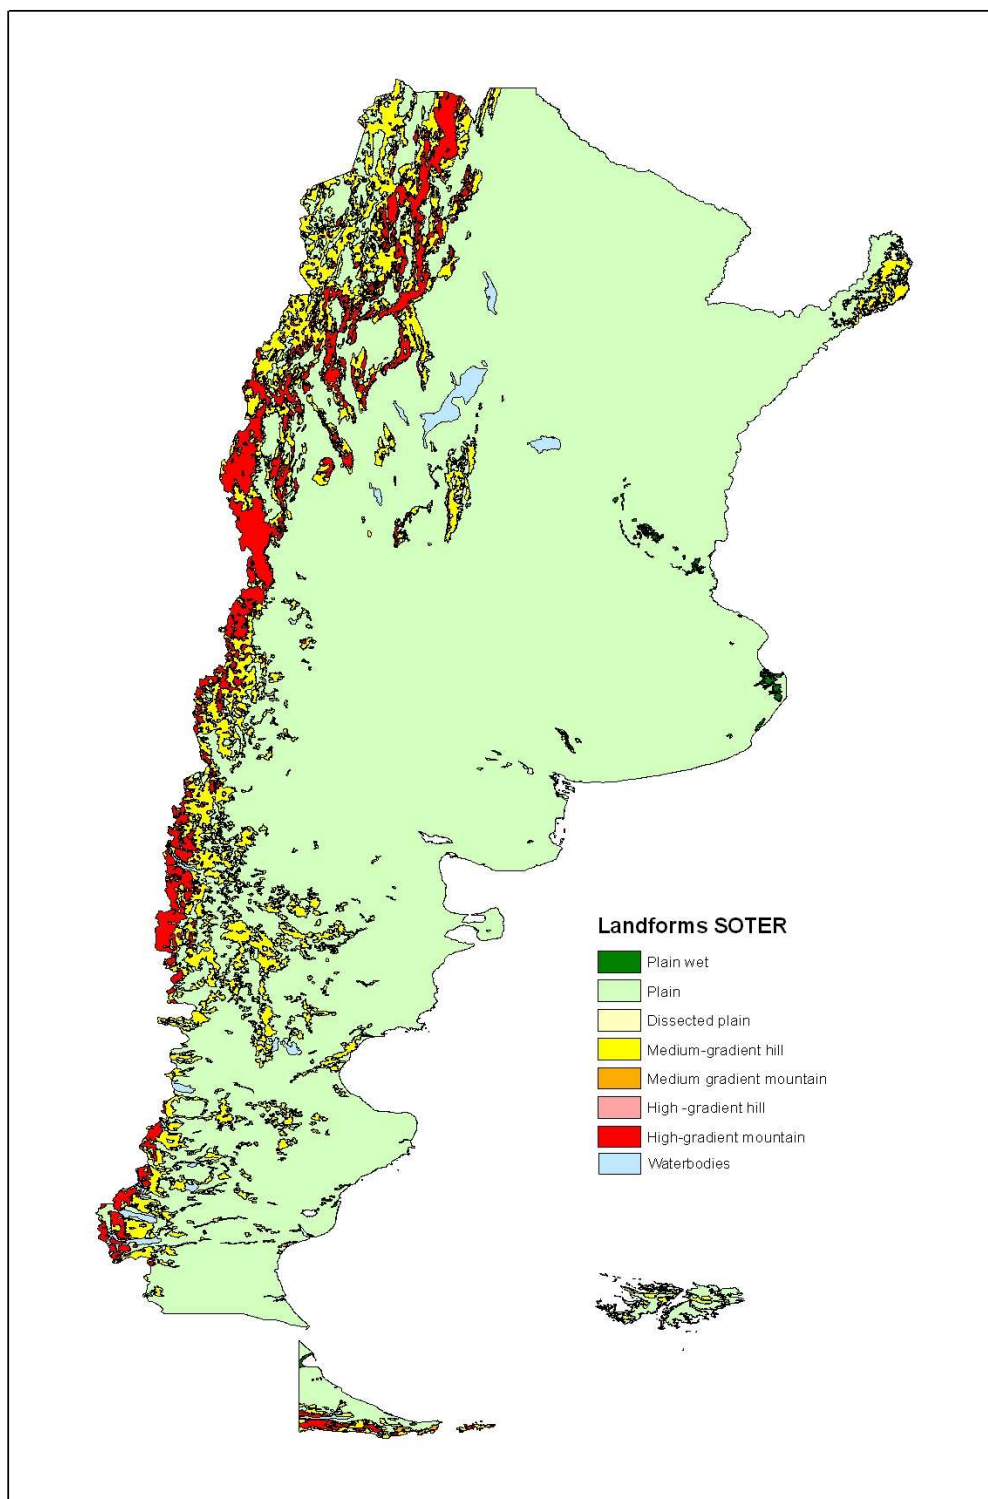 Landforms SOTER
Plain wet
Plain
Dissected plain
Medium-gradient hill
Medium gradient mountain
High -gradient hill
High-gradient mountain
Waterbodies